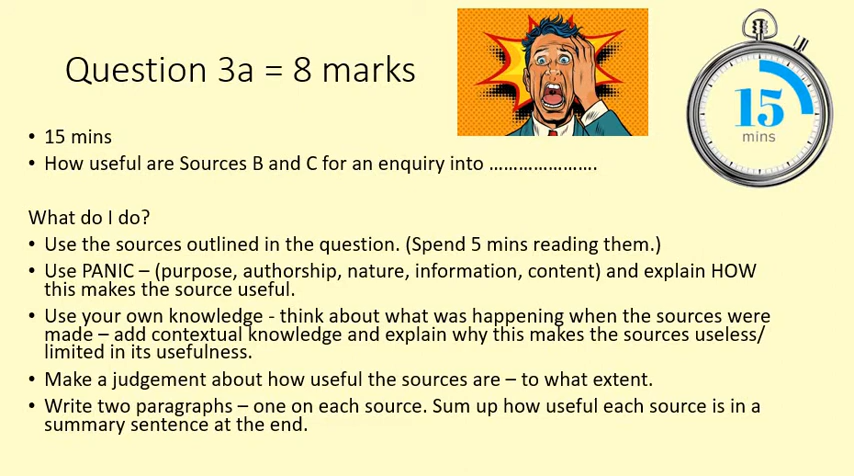 Question 3a = 8 marks
15
mins
• 15 mins
• How useful are Sources B and C for an enquiry into ………………….
What do I do?
• Use the sources outlined in the question. (Spend 5 mins reading them.)
• Use PANIC – (purpose, authorship, nature, information, content) and explain HOW
this makes the source useful.
• Use your own knowledge - think about what was happening when the sources were
made – add contextual knowledge and explain why this makes the sources useless/
limited in its usefulness.
• Make a judgement about how useful the sources are – to what extent.
• Write two paragraphs – one on each source. Sum up how useful each source is in a
summary sentence at the end.